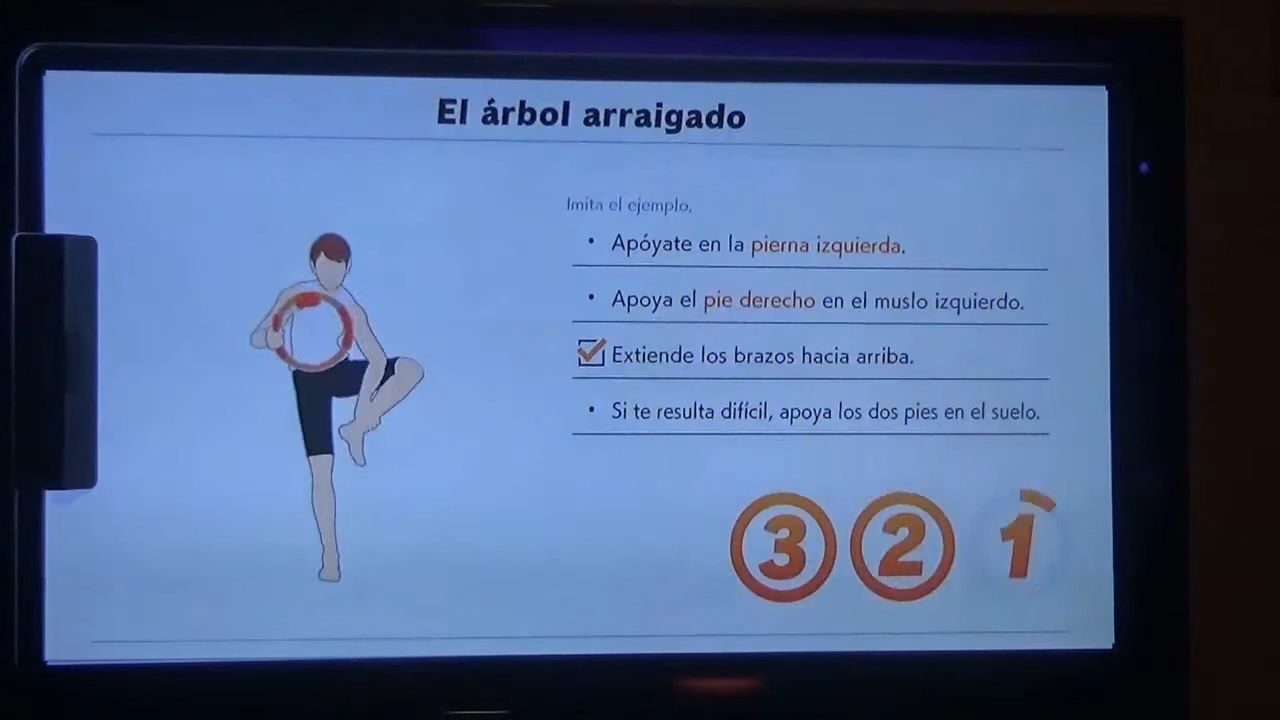 El árbol arraigado
Imita el ejemplo.
• Apóyate en la pierna izquierda.
• Apoya el pie derecho en el muslo izquierdo.
Extiende los brazos hacia arriba.
• Si te resulta difícil, apoya los dos pies en el suelo.
3 2 1